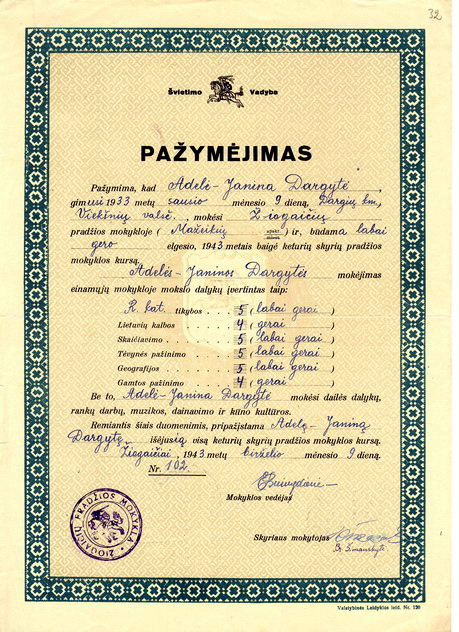 32
Švietimo Vadyba
PAŽYMĖJIMAS
Pažymima, kad Adelė-Janina Dargytė,
gimusi 1933 metų sausio mėnesio 9 dieną, Dargių km.,
Viekšnių valsč., mokėsi Žiogaičių
pradžios mokykloje (Mažeikių apskr.) ir, būdama labai
gero elgesio, 1943 metais baigė keturių skyrių pradžios
mokyklos kursą.
Adelės-Janinos Dargytės mokėjimas
einamųjų mokykloje mokslo dalykų įvertintas taip:
R. kat. tikybos . . . . 5 (labai gerai)
Lietuvių kalbos . . . . 4 (gerai)
Skaičiavimo . . . . 5 (labai gerai)
Tėvynės pažinimo . . . . 5 (labai gerai)
Geografijos . . . . 5 (labai gerai)
Gamtos pažinimo . . . . 4 (gerai)
Be to, Adelė-Janina Dargytė mokėsi dailės dalykų,
rankų darbų, muzikos, dainavimo ir kūno kultūros.
Remiantis šiais duomenimis, pripažįstama Adelę-Janiną
Dargytę išėjusią visą keturių skyrių pradžios mokyklos kursą.
Žiogaičiai, 1943 m. birželio mėnesio 9 dieną.
Nr. 102
Mokyklos vedėjas
ŽIOGAIČIŲ PRADŽIOS MOKYKLA
Skyriaus mokytojas
Simanskytė
Valstybinės Leidyklos leid. Nr. 120